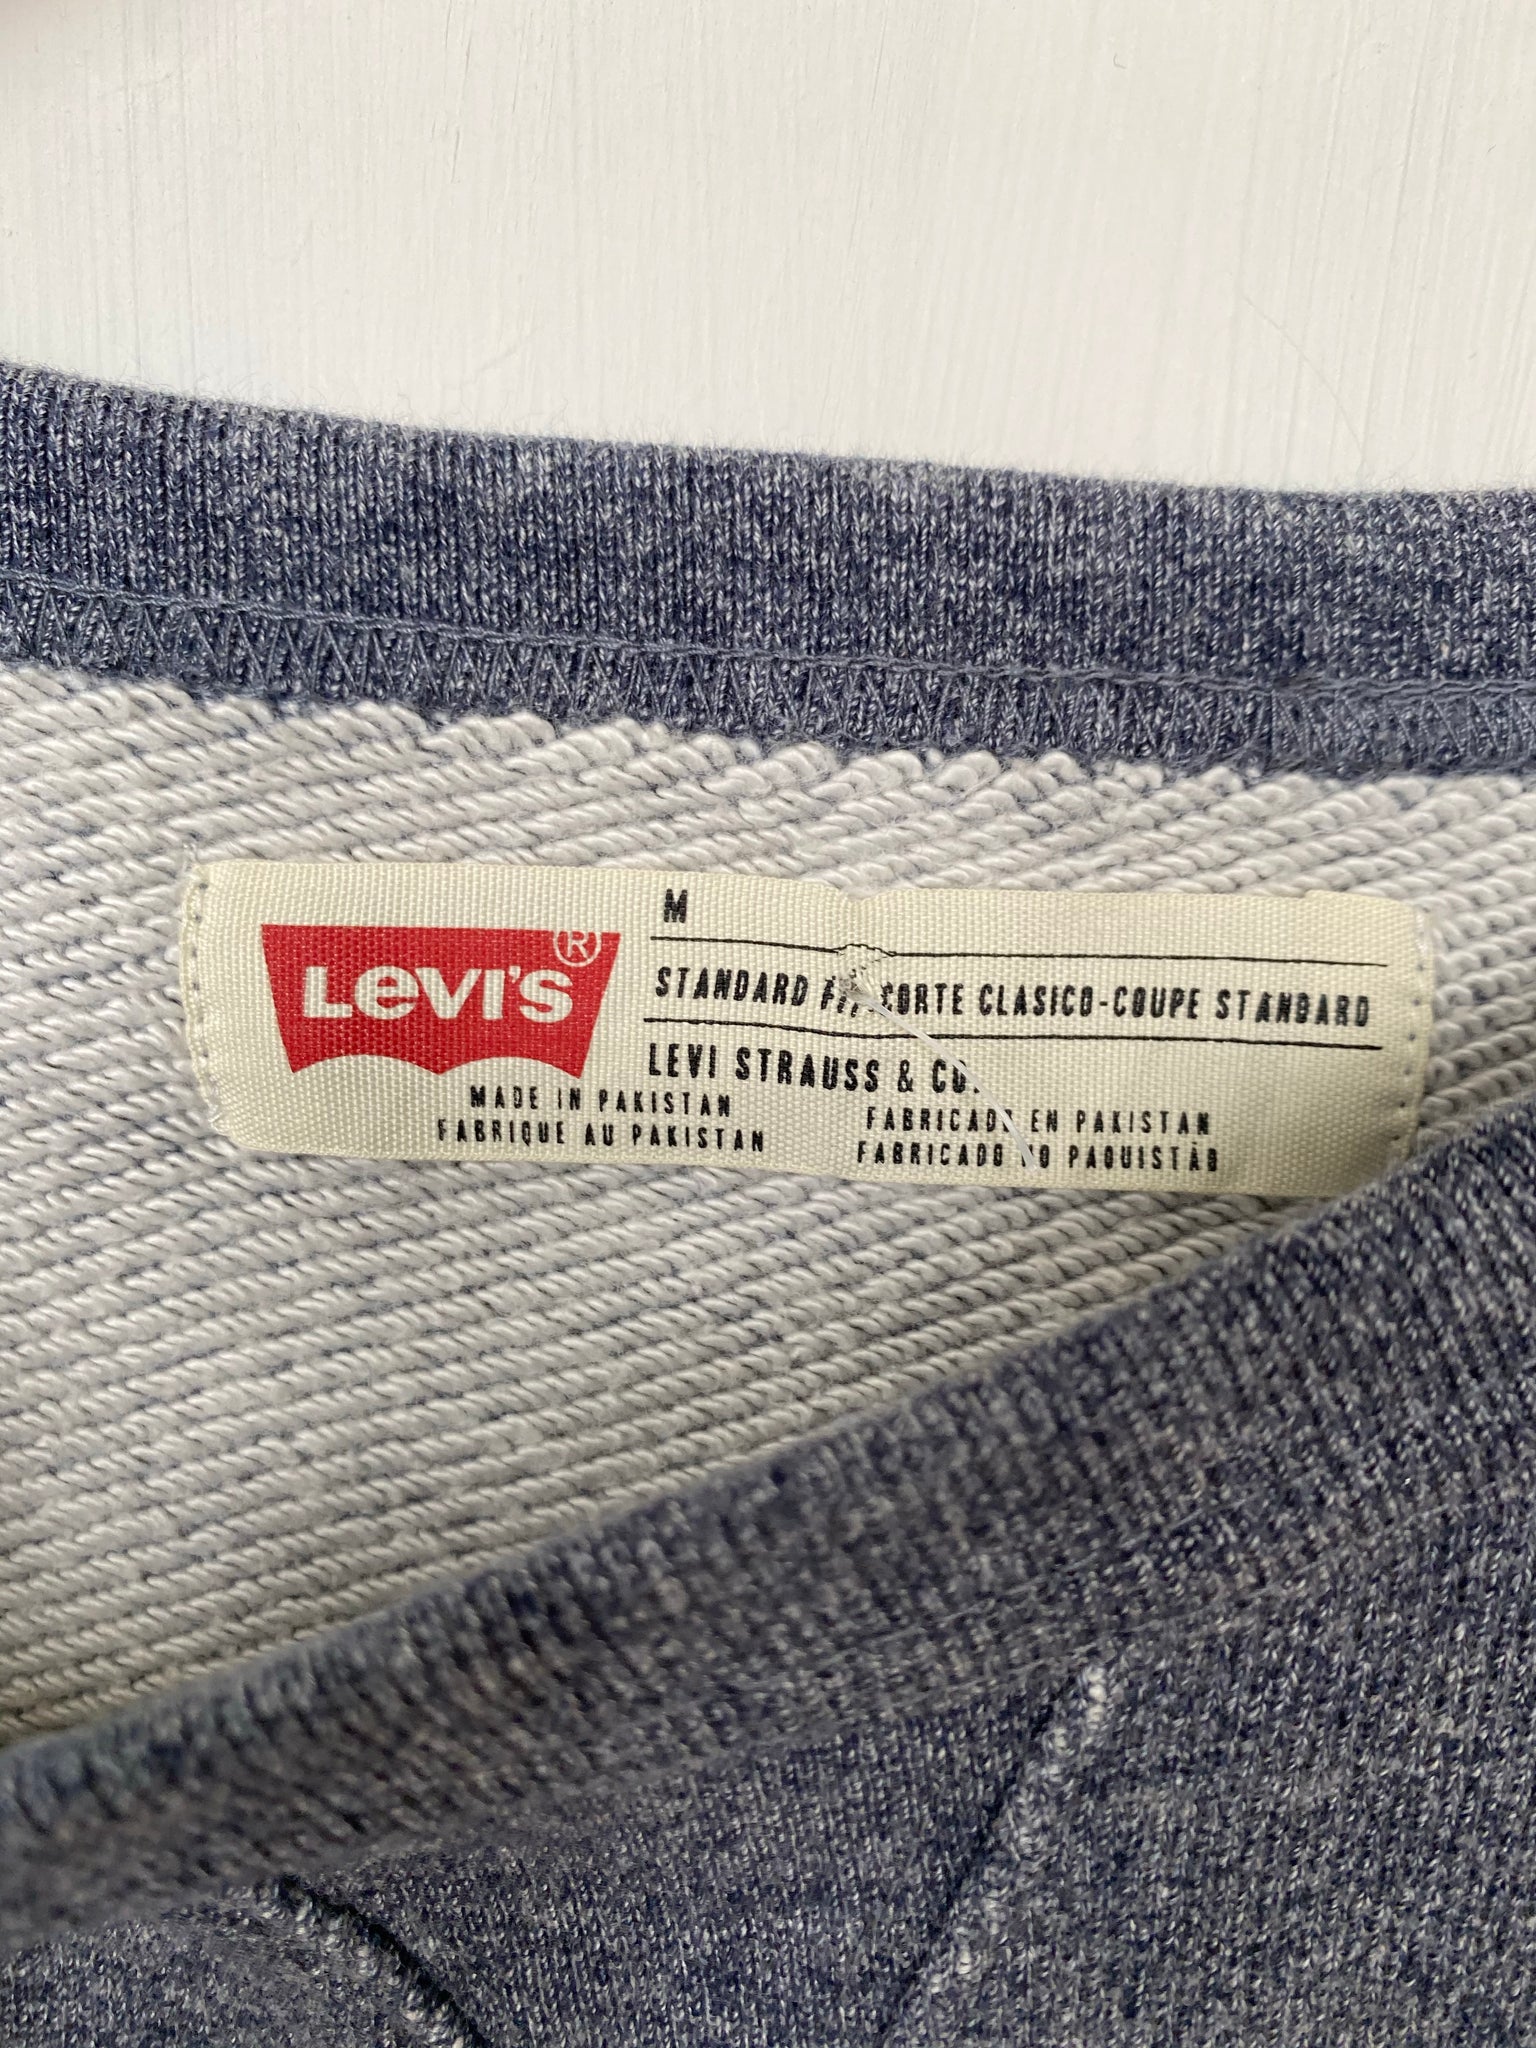 M
LEVI'S®
STANDARD FIT-CORTE CLASICO-COUPE STANDARD
LEVI STRAUSS & CO.
MADE IN PAKISTAN
FABRIQUE AU PAKISTAN
FABRICADO EN PAKISTAN
FABRICADO NO PAQUISTÃO